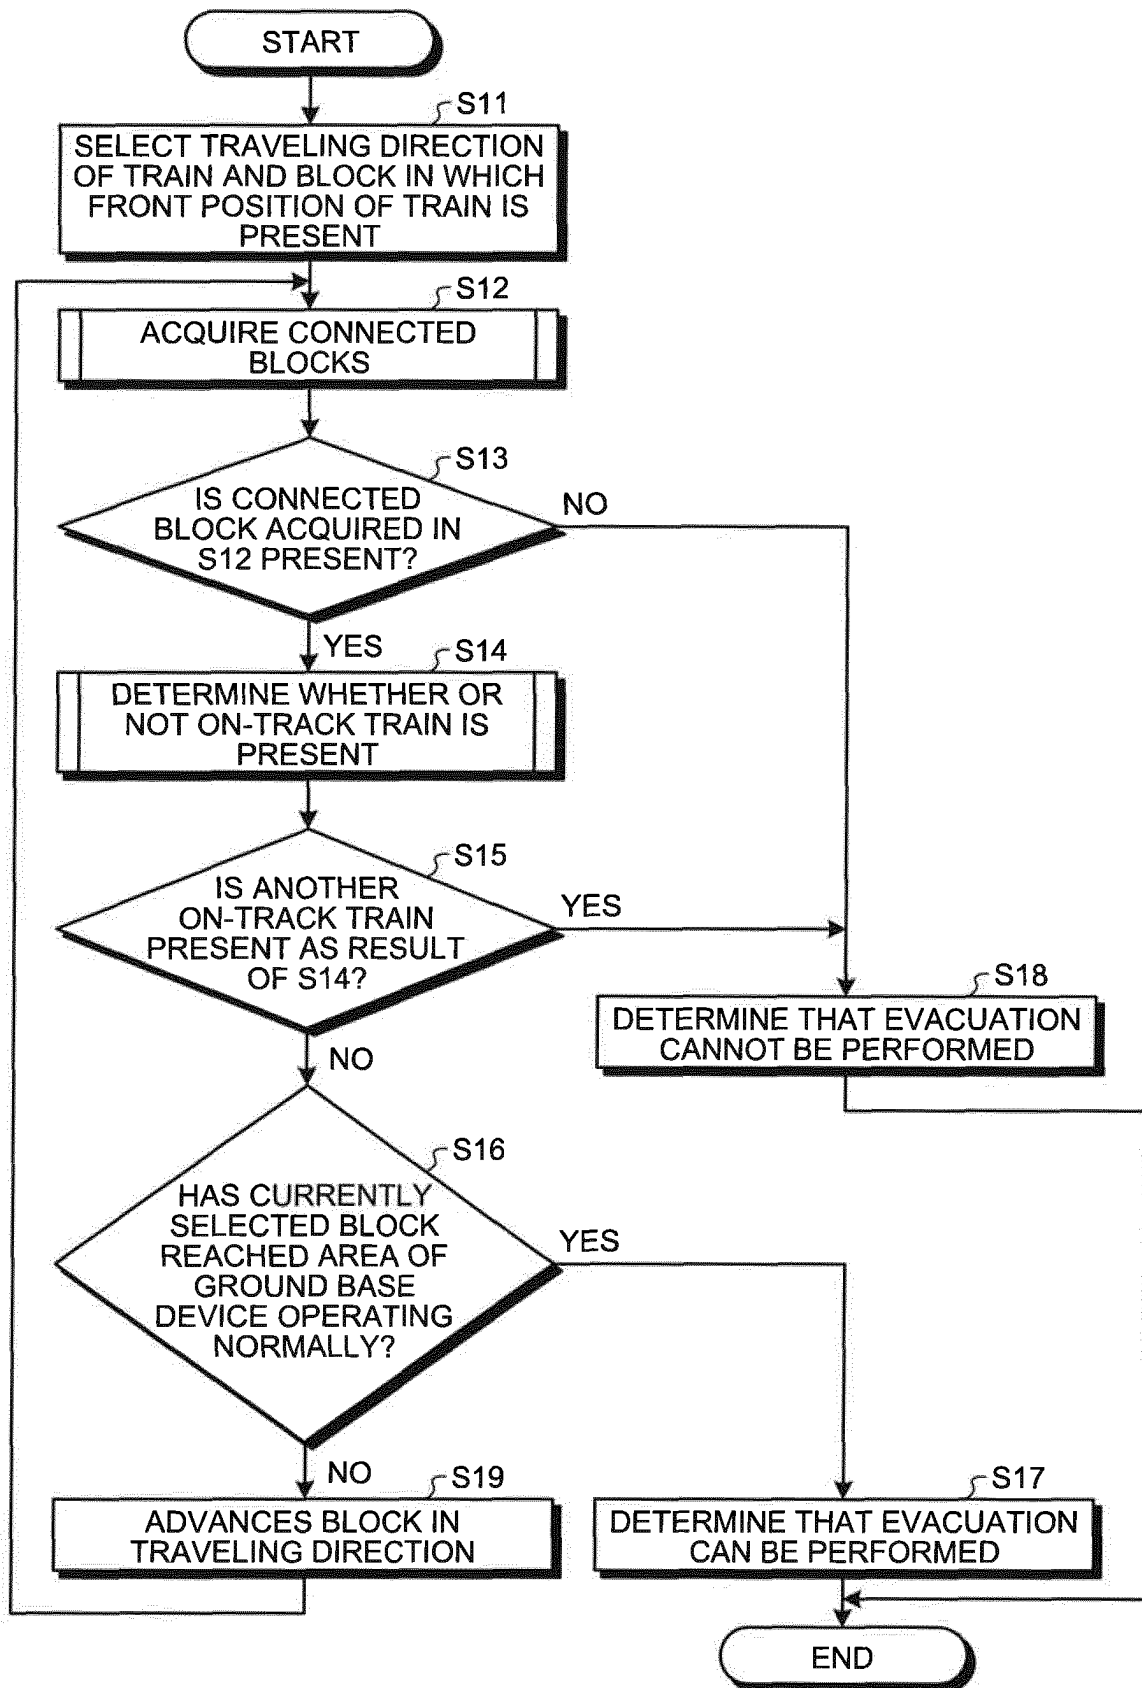 START
S11
SELECT TRAVELING DIRECTION
OF TRAIN AND BLOCK IN WHICH
FRONT POSITION OF TRAIN IS
PRESENT
S12
ACQUIRE CONNECTED
BLOCKS
S13
IS CONNECTED
BLOCK ACQUIRED IN
S12 PRESENT?
NO
YES
S14
DETERMINE WHETHER OR
NOT ON-TRACK TRAIN IS
PRESENT
S15
IS ANOTHER
ON-TRACK TRAIN
PRESENT AS RESULT
OF S14?
YES
NO
S18
DETERMINE THAT EVACUATION
CANNOT BE PERFORMED
S16
HAS CURRENTLY
SELECTED BLOCK
REACHED AREA OF
GROUND BASE
DEVICE OPERATING
NORMALLY?
YES
NO
S19
ADVANCES BLOCK IN
TRAVELING DIRECTION
S17
DETERMINE THAT EVACUATION
CAN BE PERFORMED
END